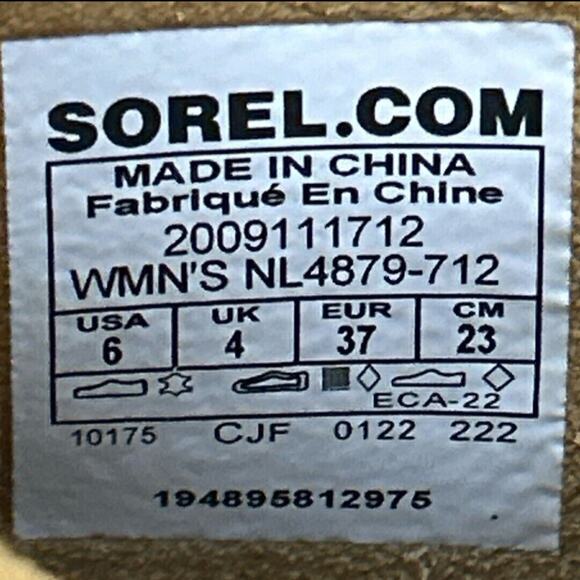 SOREL.COM
MADE IN CHINA
Fabriqué En Chine
2009111712
WMN'S NL4879-712
USA UK EUR CM
6 4 37 23
ECA-22
10175 CJF 0122 222
194895812975